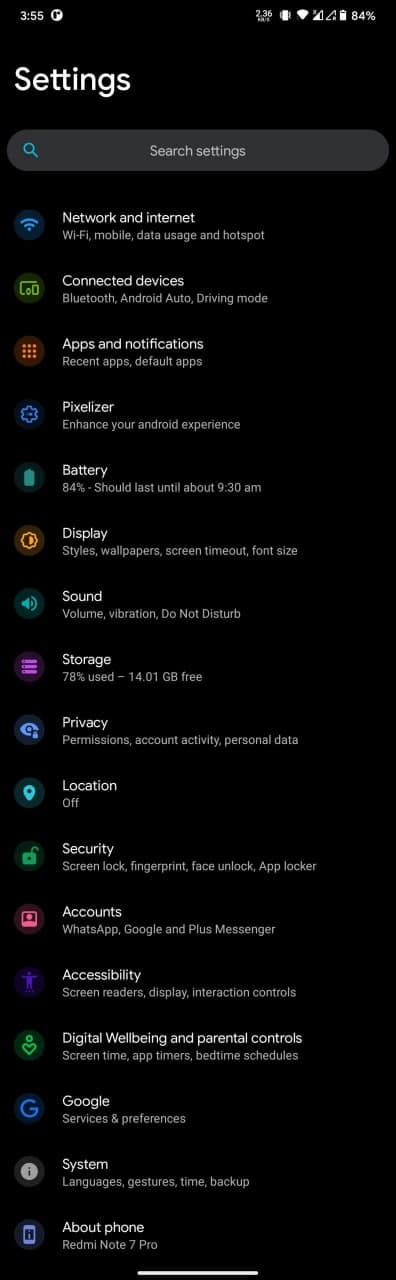 3:55 2.36 KB/S 84%
Settings
Search settings
Network and internet
Wi-Fi, mobile, data usage and hotspot
Connected devices
Bluetooth, Android Auto, Driving mode
Apps and notifications
Recent apps, default apps
Pixelizer
Enhance your android experience
Battery
84% - Should last until about 9:30 am
Display
Styles, wallpapers, screen timeout, font size
Sound
Volume, vibration, Do Not Disturb
Storage
78% used – 14.01 GB free
Privacy
Permissions, account activity, personal data
Location
Off
Security
Screen lock, fingerprint, face unlock, App locker
Accounts
WhatsApp, Google and Plus Messenger
Accessibility
Screen readers, display, interaction controls
Digital Wellbeing and parental controls
Screen time, app timers, bedtime schedules
Google
Services & preferences
System
Languages, gestures, time, backup
About phone
Redmi Note 7 Pro